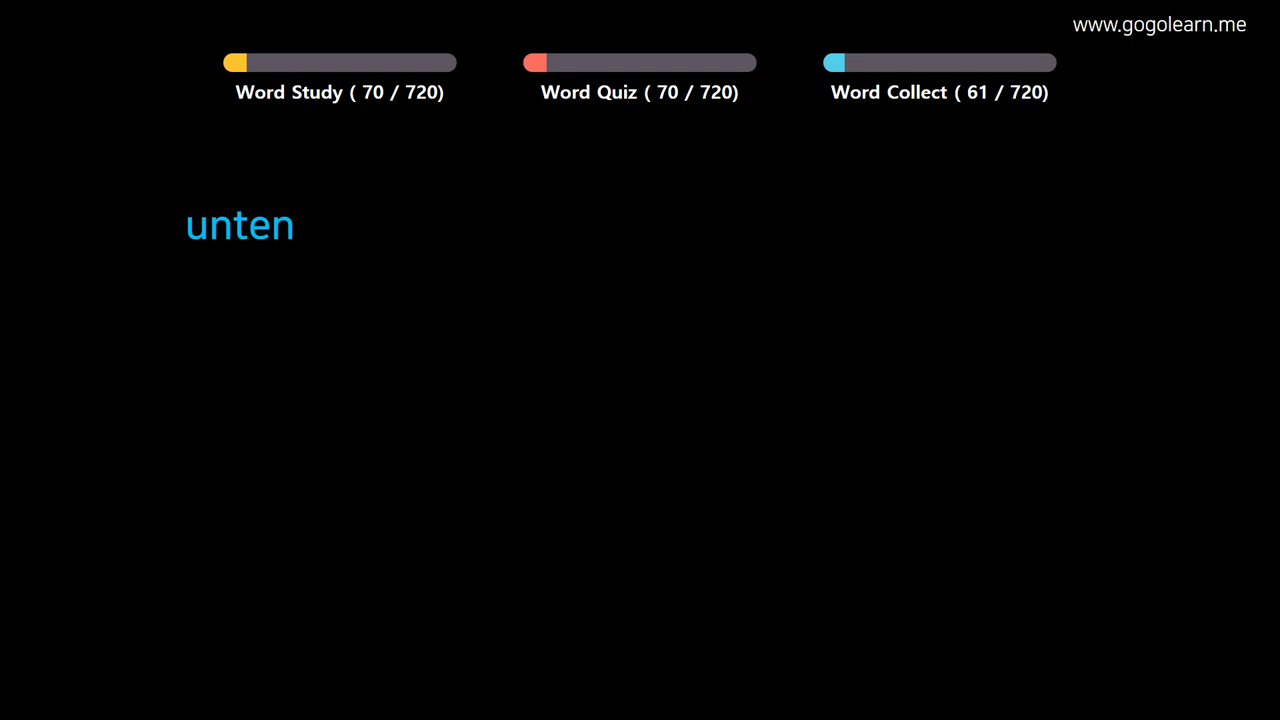 www.gogolearn.me
Word Study ( 70 / 720)
Word Quiz ( 70 / 720)
Word Collect ( 61 / 720)
unten